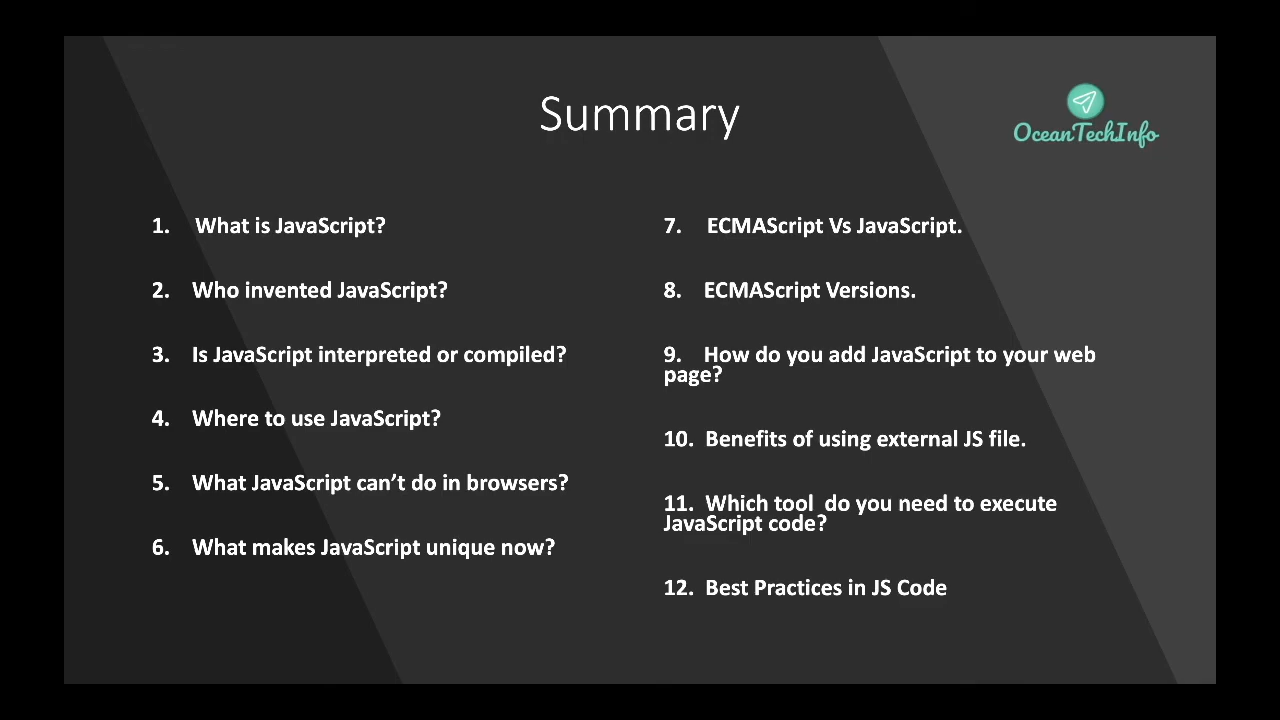 Summary
OceanTechInfo
1. What is JavaScript?
2. Who invented JavaScript?
3. Is JavaScript interpreted or compiled?
4. Where to use JavaScript?
5. What JavaScript can’t do in browsers?
6. What makes JavaScript unique now?
7. ECMAScript Vs JavaScript.
8. ECMAScript Versions.
9. How do you add JavaScript to your web
page?
10. Benefits of using external JS file.
11. Which tool  do you need to execute
JavaScript code?
12. Best Practices in JS Code